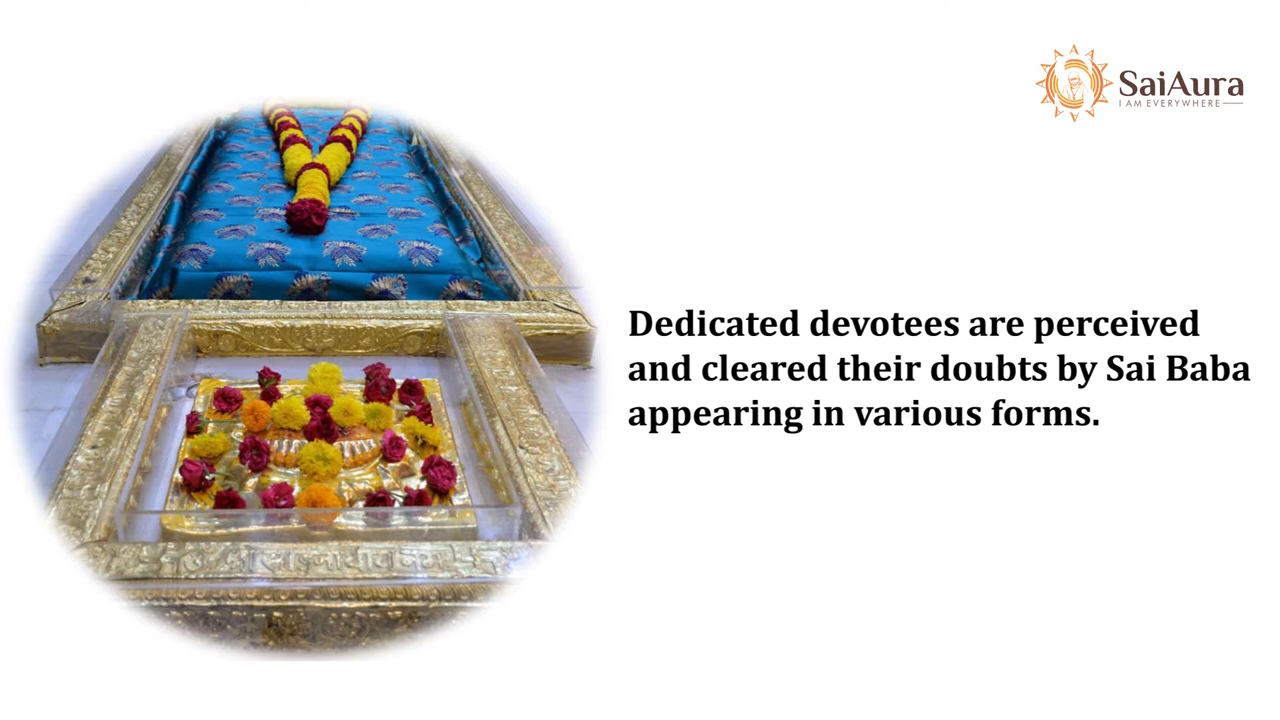 SaiAura
I AM EVERYWHERE
Dedicated devotees are perceived
and cleared their doubts by Sai Baba
appearing in various forms.